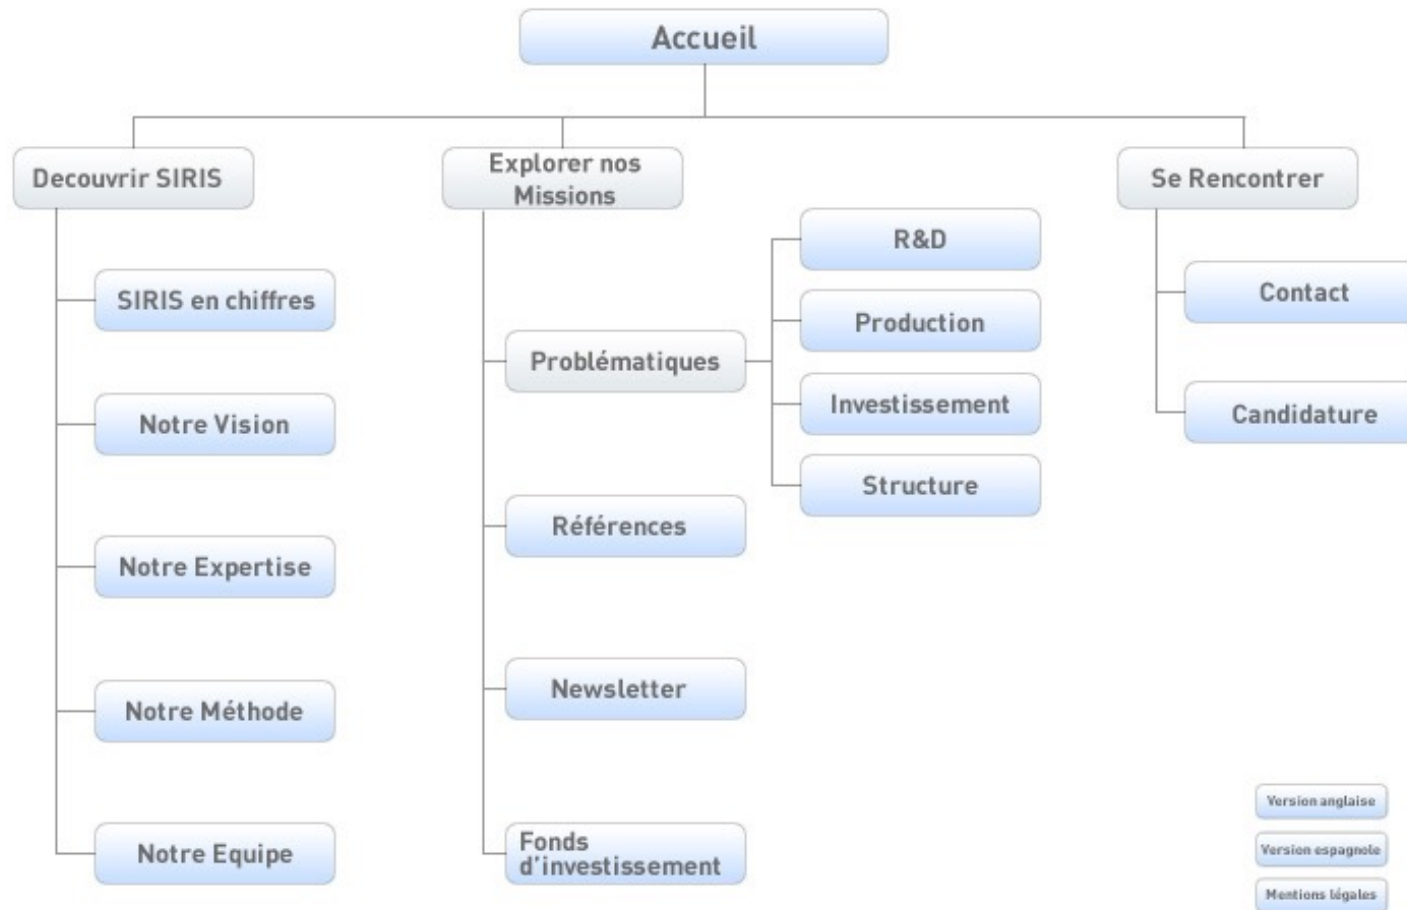 Accueil
Decouvrir SIRIS
SIRIS en chiffres
Notre Vision
Notre Expertise
Notre Méthode
Notre Equipe
Explorer nos
Missions
Problématiques
R&D
Production
Investissement
Structure
Références
Newsletter
Fonds
d'investissement
Se Rencontrer
Contact
Candidature
Version anglaise
Version espagnole
Mentions légales